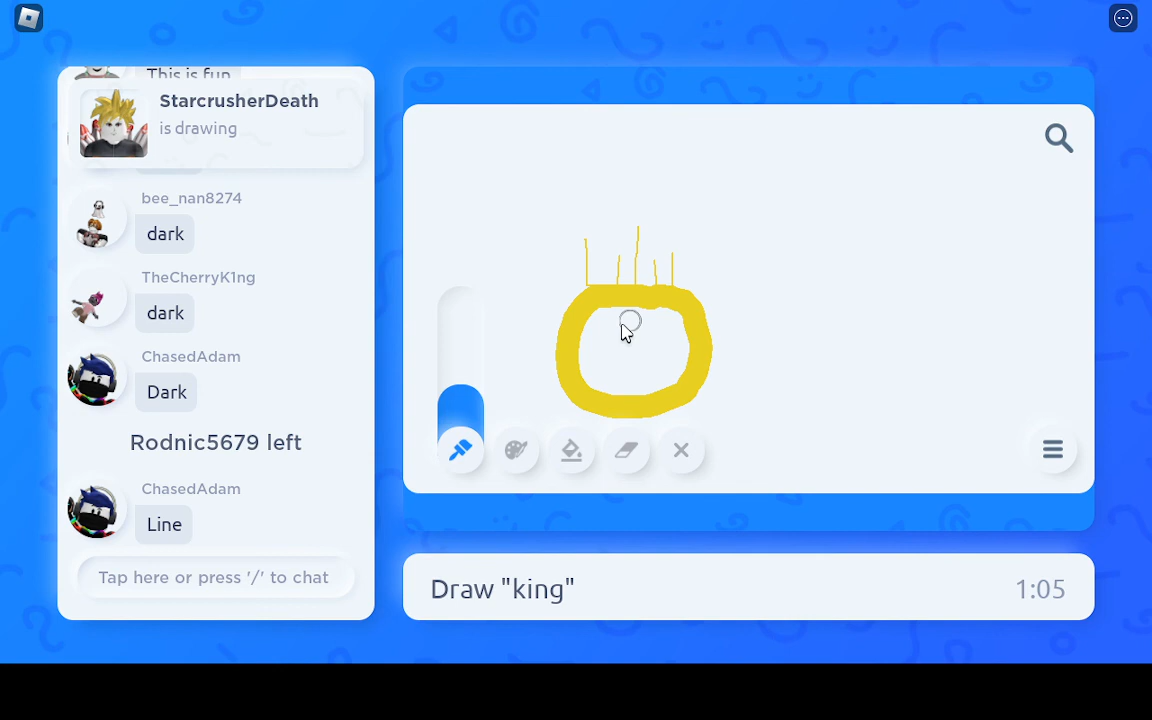 This is fun
StarcrusherDeath
is drawing
bee_nan8274
dark
TheCherryK1ng
dark
ChasedAdam
Dark
Rodnic5679 left
ChasedAdam
Line
Tap here or press '/' to chat
Draw "king"
1:05